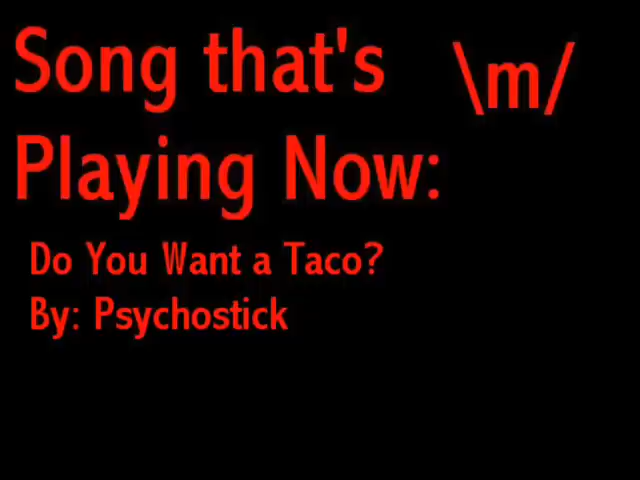 Song that's \m/
Playing Now:
Do You Want a Taco?
By: Psychostick